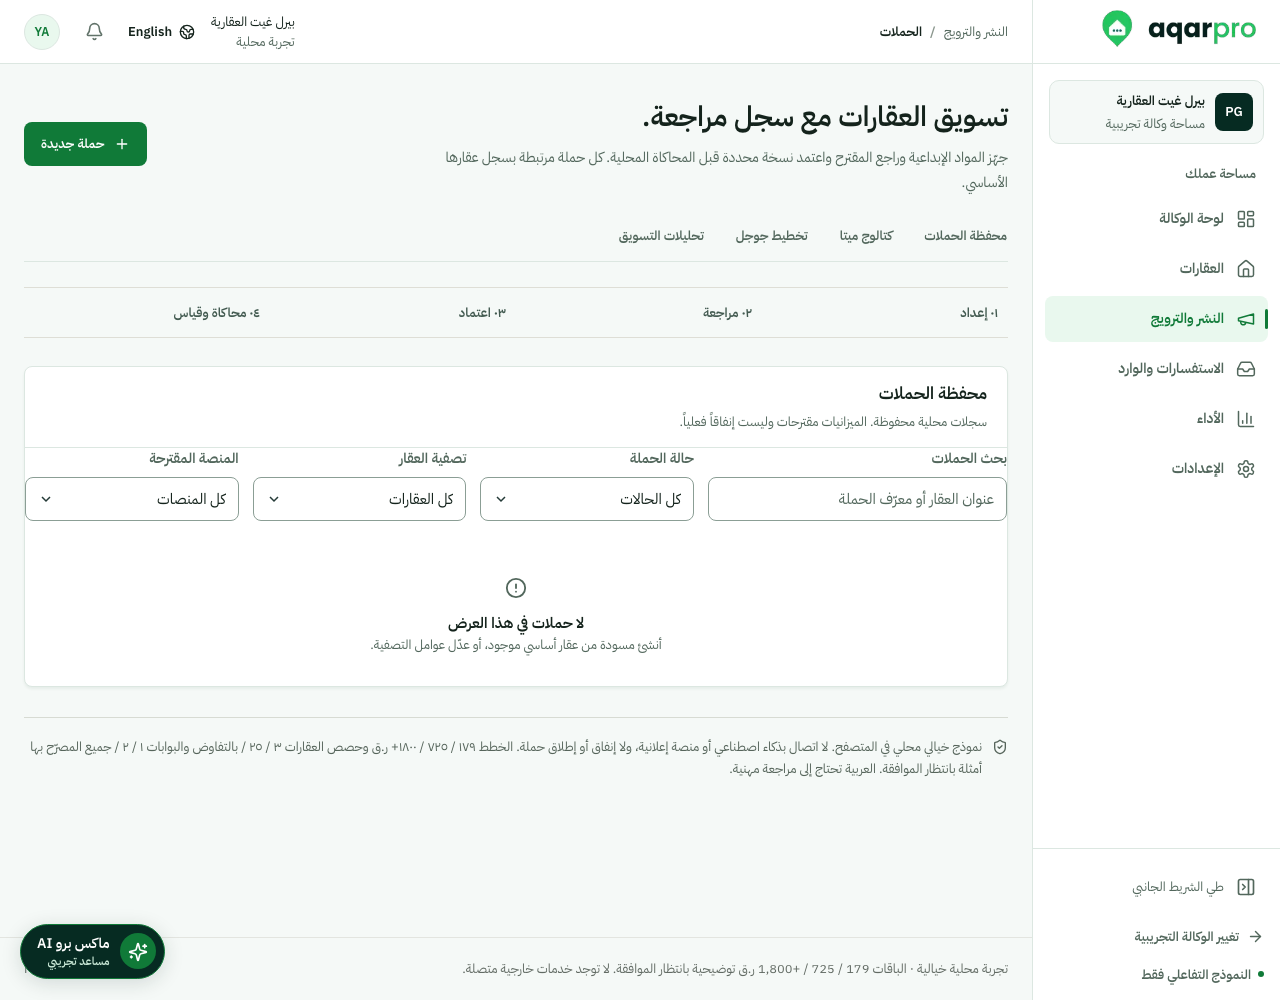 aqarpro
PG
بيرل غيت العقارية
مساحة وكالة تجريبية
مساحة عملك
لوحة الوكالة
العقارات
النشر والترويج
الاستفسارات والوارد
الأداء
الإعدادات
طي الشريط الجانبي
تغيير الوكالة التجريبية
النموذج التفاعلي فقط
النشر والترويج / الحملات
بيرل غيت العقارية
تجربة محلية
English
YA
تسويق العقارات مع سجل مراجعة.
جهّز المواد الإبداعية وراجع المقترح واعتمد نسخة محددة قبل المحاكاة المحلية. كل حملة مرتبطة بسجل عقارها
الأساسي.
حملة جديدة
محفظة الحملات
كتالوج ميتا
تخطيط جوجل
تحليلات التسويق
٠١ إعداد
٠٢ مراجعة
٠٣ اعتماد
٠٤ محاكاة وقياس
محفظة الحملات
سجلات محلية محفوظة. الميزانيات مقترحات وليست إنفاقاً فعلياً.
بحث الحملات
حالة الحملة
تصفية العقار
المنصة المقترحة
عنوان العقار أو معرّف الحملة
كل الحالات
كل العقارات
كل المنصات
لا حملات في هذا العرض
أنشئ مسودة من عقار أساسي موجود، أو عدّل عوامل التصفية.
نموذج خيالي محلي في المتصفح. لا اتصال بذكاء اصطناعي أو منصة إعلانية، ولا إنفاق أو إطلاق حملة. الخطط ١٧٩ / ٧٢٥ / ١٨٠٠+ ر.ق وحصص العقارات ٣ / ٢٥ / بالتفاوض والبوابات ١ / ٢ / جميع المصرّح بها
أمثلة بانتظار الموافقة. العربية تحتاج إلى مراجعة مهنية.
تجربة محلية خيالية · الباقات 179 / 725 / +1,800 ر.ق توضيحية بانتظار الموافقة. لا توجد خدمات خارجية متصلة.
ماكس برو AI
مساعد تجريبي